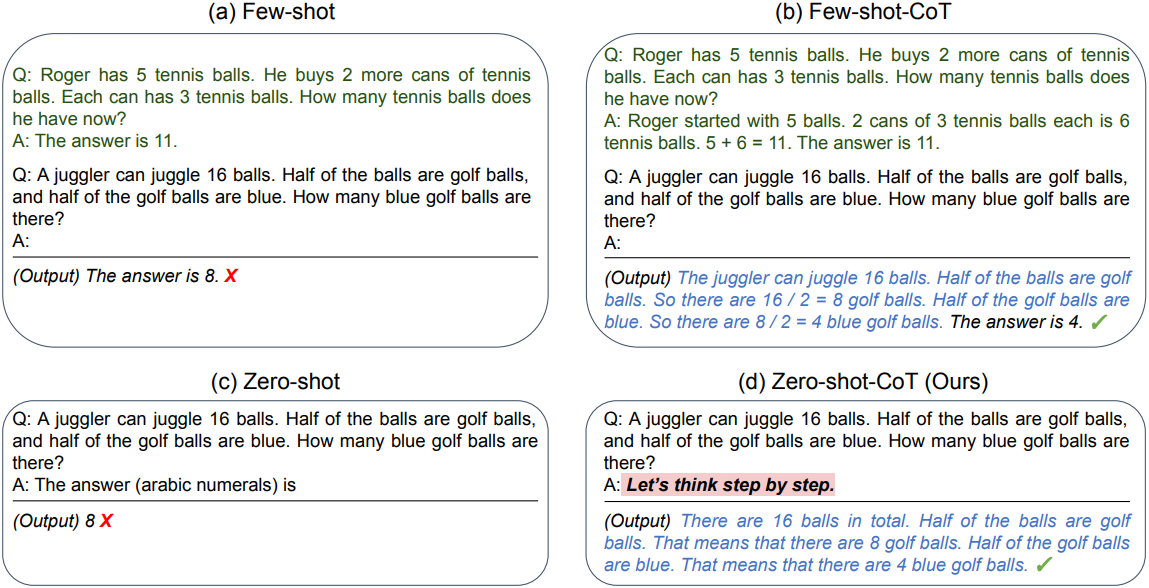 (a) Few-shot
Q: Roger has 5 tennis balls. He buys 2 more cans of tennis
balls. Each can has 3 tennis balls. How many tennis balls does
he have now?
A: The answer is 11.
Q: A juggler can juggle 16 balls. Half of the balls are golf balls,
and half of the golf balls are blue. How many blue golf balls are
there?
A:
(Output) The answer is 8. X
(b) Few-shot-CoT
Q: Roger has 5 tennis balls. He buys 2 more cans of tennis
balls. Each can has 3 tennis balls. How many tennis balls does
he have now?
A: Roger started with 5 balls. 2 cans of 3 tennis balls each is 6
tennis balls. 5 + 6 = 11. The answer is 11.
Q: A juggler can juggle 16 balls. Half of the balls are golf balls,
and half of the golf balls are blue. How many blue golf balls are
there?
A:
(Output) The juggler can juggle 16 balls. Half of the balls are golf
balls. So there are 16 / 2 = 8 golf balls. Half of the golf balls are
blue. So there are 8 / 2 = 4 blue golf balls. The answer is 4. ✓
(c) Zero-shot
Q: A juggler can juggle 16 balls. Half of the balls are golf balls,
and half of the golf balls are blue. How many blue golf balls are
there?
A: The answer (arabic numerals) is
(Output) 8 X
(d) Zero-shot-CoT (Ours)
Q: A juggler can juggle 16 balls. Half of the balls are golf balls,
and half of the golf balls are blue. How many blue golf balls are
there?
A: Let's think step by step.
(Output) There are 16 balls in total. Half of the balls are golf
balls. That means that there are 8 golf balls. Half of the golf balls
are blue. That means that there are 4 blue golf balls. ✓